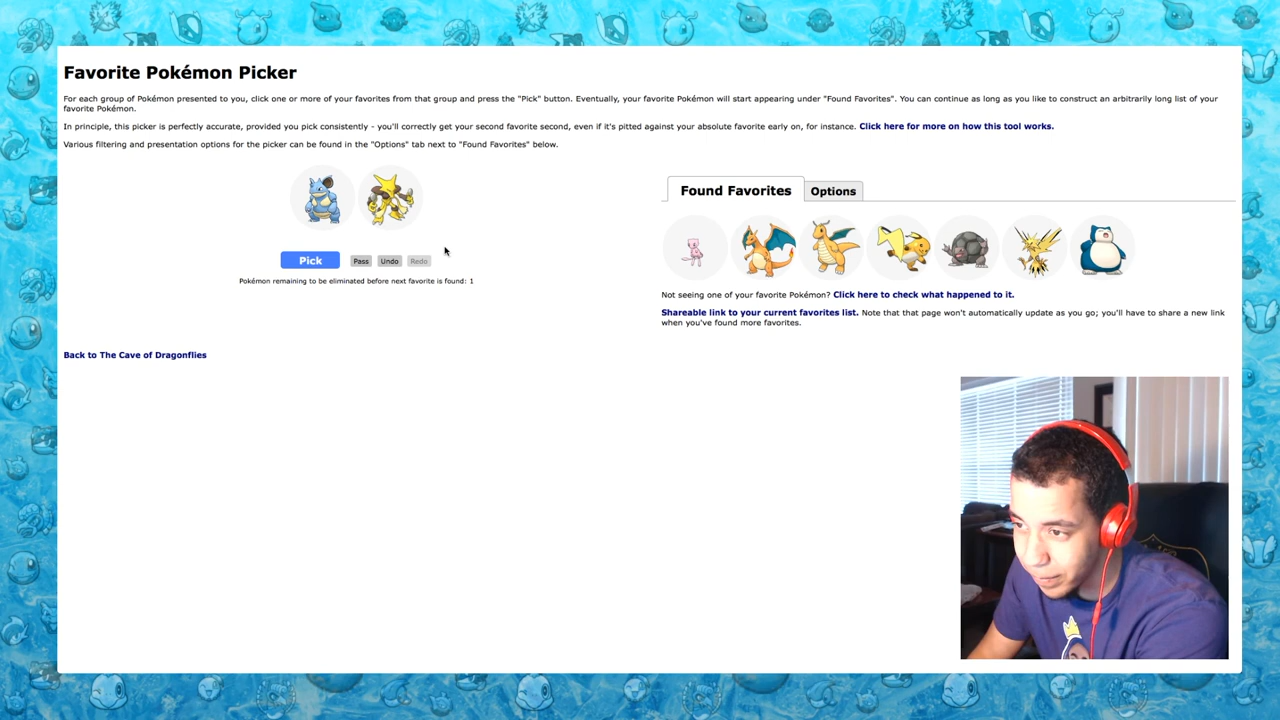 Favorite Pokémon Picker
For each group of Pokémon presented to you, click one or more of your favorites from that group and press the "Pick" button. Eventually, your favorite Pokémon will start appearing under "Found Favorites". You can continue as long as you like to construct an arbitrarily long list of your
favorite Pokémon.
In principle, this picker is perfectly accurate, provided you pick consistently - you'll correctly get your second favorite second, even if it's pitted against your absolute favorite early on, for instance. Click here for more on how this tool works.
Various filtering and presentation options for the picker can be found in the "Options" tab next to "Found Favorites" below.
Pick Pass Undo Redo
Pokémon remaining to be eliminated before next favorite is found: 1
Found Favorites Options
Not seeing one of your favorite Pokémon? Click here to check what happened to it.
Shareable link to your current favorites list. Note that that page won't automatically update as you go; you'll have to share a new link
when you've found more favorites.
Back to The Cave of Dragonflies